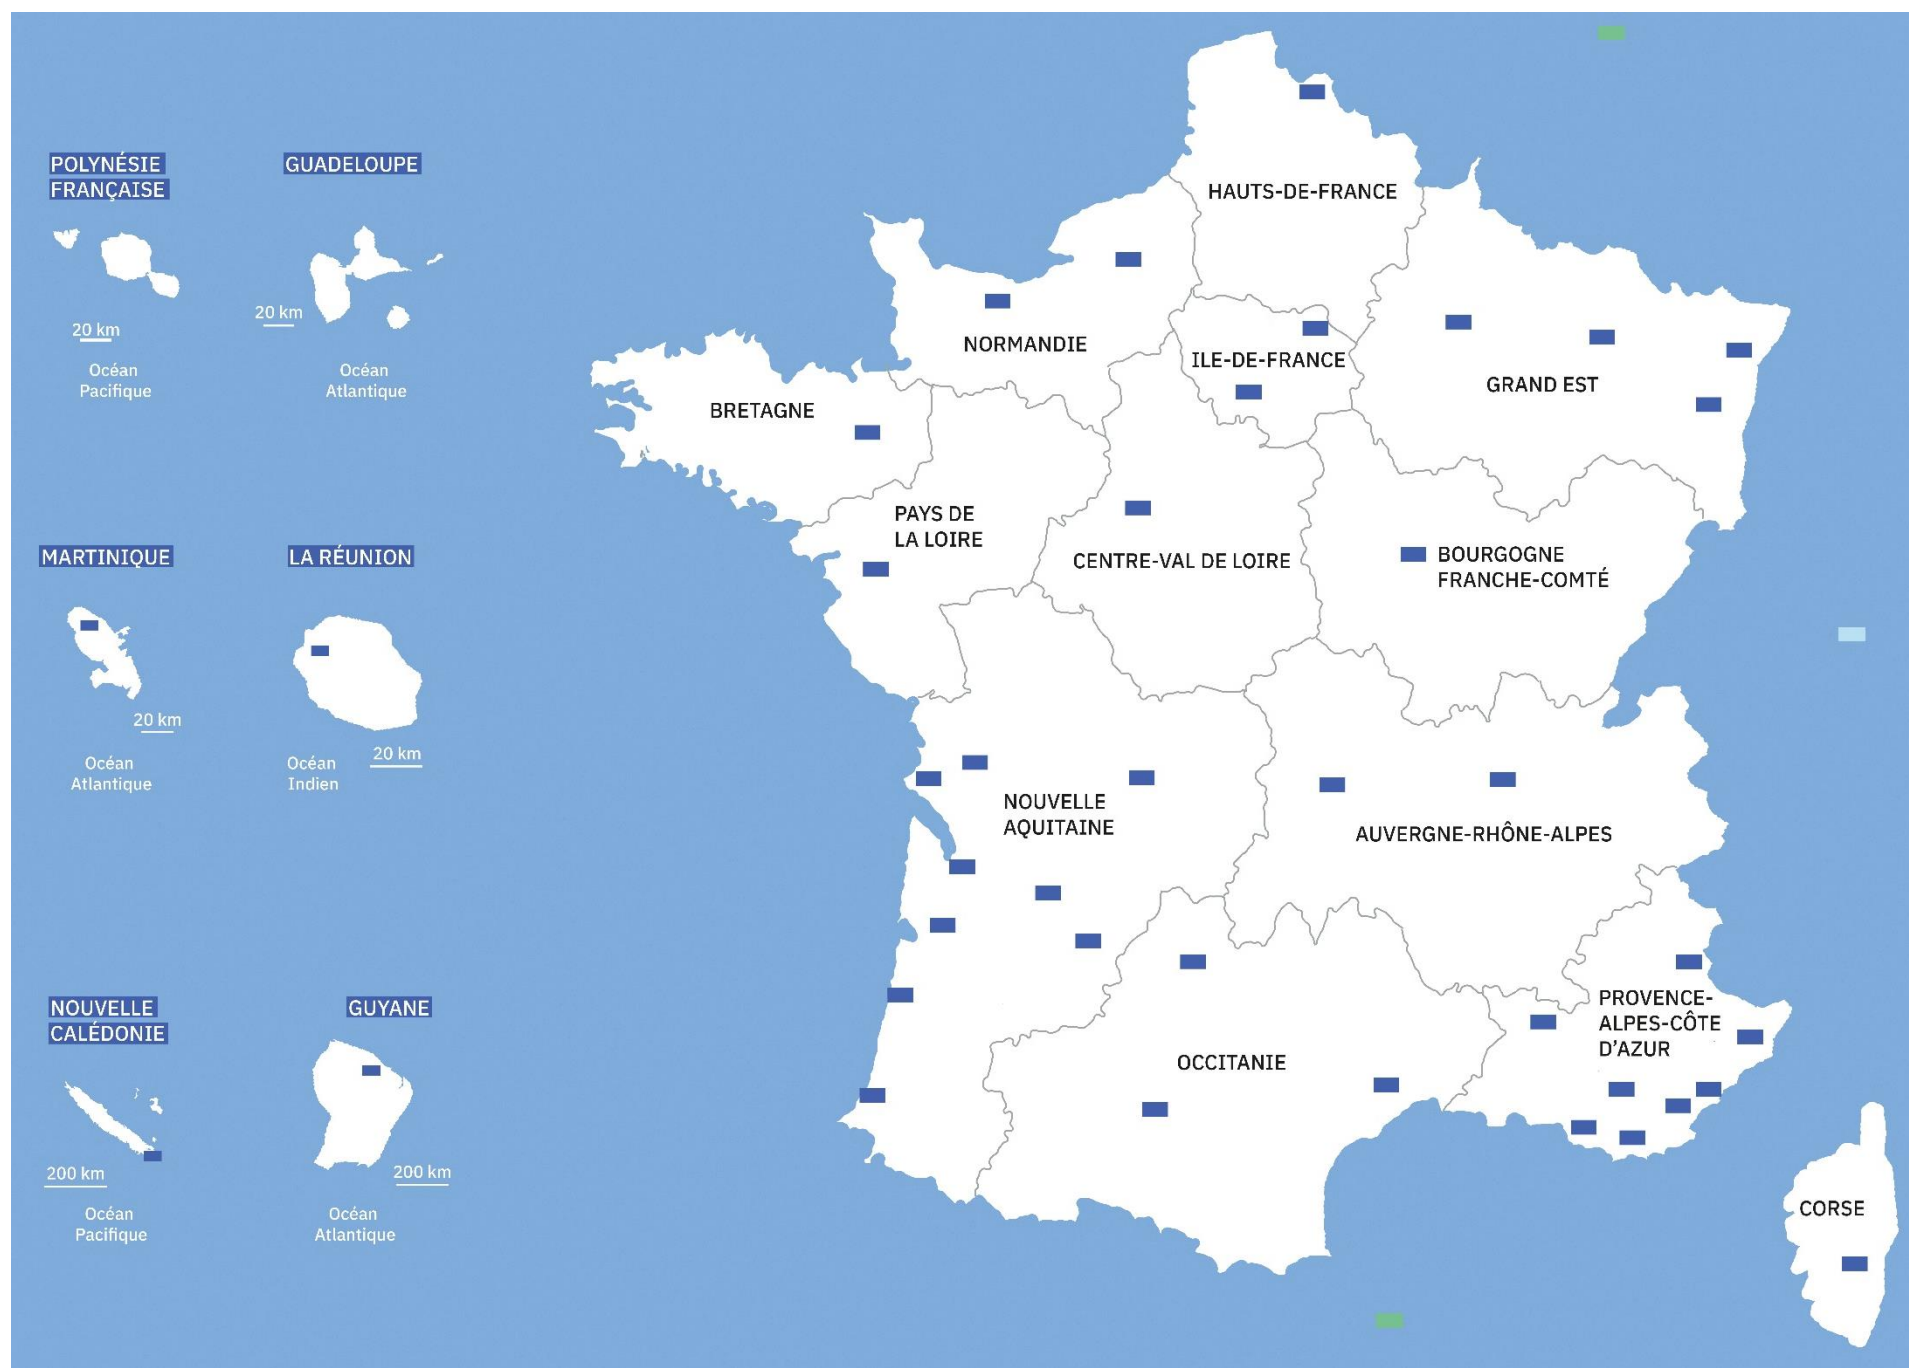 POLYNÉSIE
FRANÇAISE
20 km
Océan
Pacifique
GUADELOUPE
20 km
Océan
Atlantique
MARTINIQUE
20 km
Océan
Atlantique
LA RÉUNION
20 km
Océan
Indien
NOUVELLE
CALÉDONIE
200 km
Océan
Pacifique
GUYANE
200 km
Océan
Atlantique
HAUTS-DE-FRANCE
NORMANDIE
ILE-DE-FRANCE
GRAND EST
BRETAGNE
PAYS DE
LA LOIRE
CENTRE-VAL DE LOIRE
BOURGOGNE
FRANCHE-COMTÉ
NOUVELLE
AQUITAINE
AUVERGNE-RHÔNE-ALPES
OCCITANIE
PROVENCE-
ALPES-CÔTE
D'AZUR
CORSE